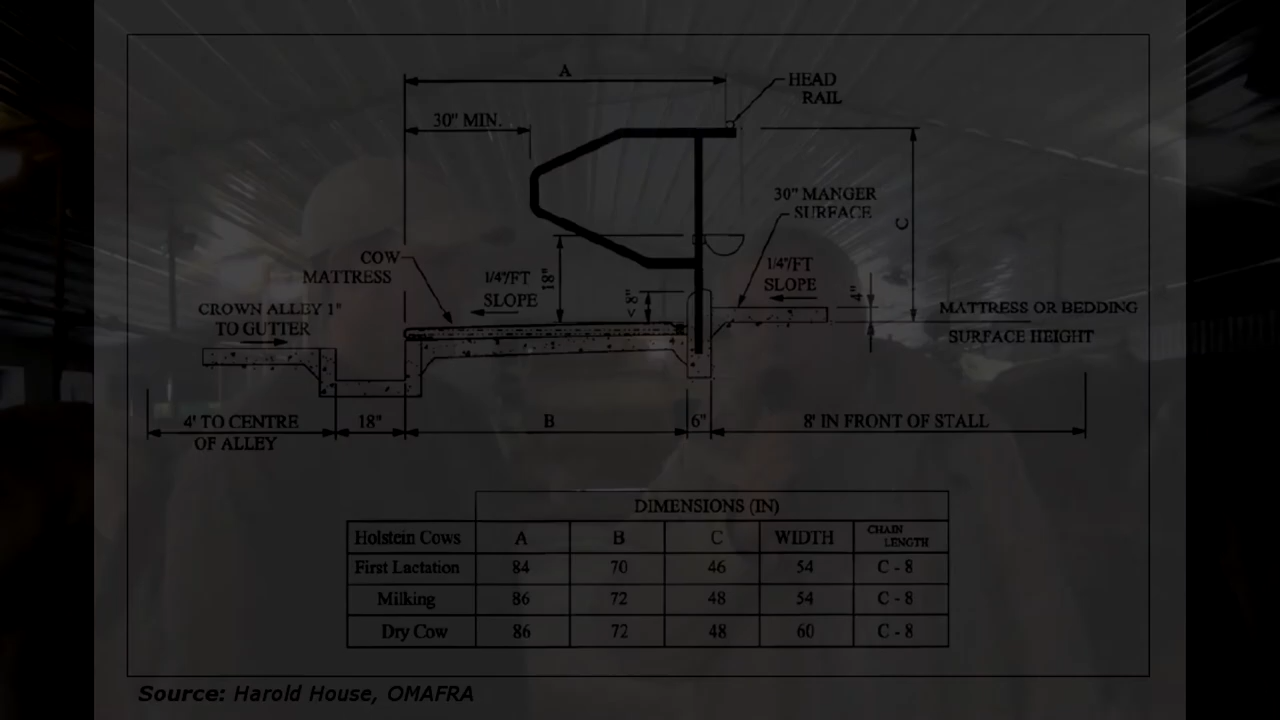 A
HEAD
RAIL
30" MIN.
30" MANGER
SURFACE
C
COW
MATTRESS
1/4"/FT
SLOPE
18"
< 8"
1/4"/FT
SLOPE
4"
CROWN ALLEY 1"
TO GUTTER
MATTRESS OR BEDDING
SURFACE HEIGHT
4' TO CENTRE
OF ALLEY
18"
B
6"
8' IN FRONT OF STALL
DIMENSIONS (IN)
Holstein Cows A B C WIDTH CHAIN LENGTH
First Lactation 84 70 46 54 C - 8
Milking 86 72 48 54 C - 8
Dry Cow 86 72 48 60 C - 8
Source: Harold House, OMAFRA